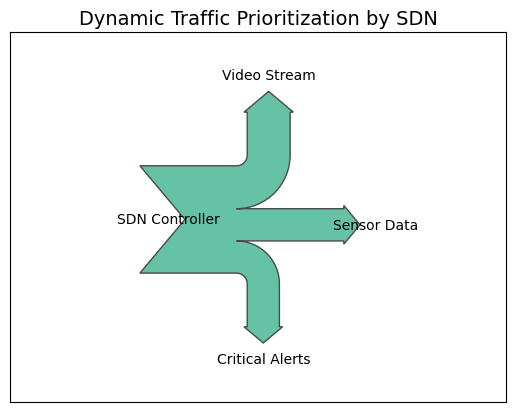 Dynamic Traffic Prioritization by SDN
Video Stream
SDN Controller
Sensor Data
Critical Alerts